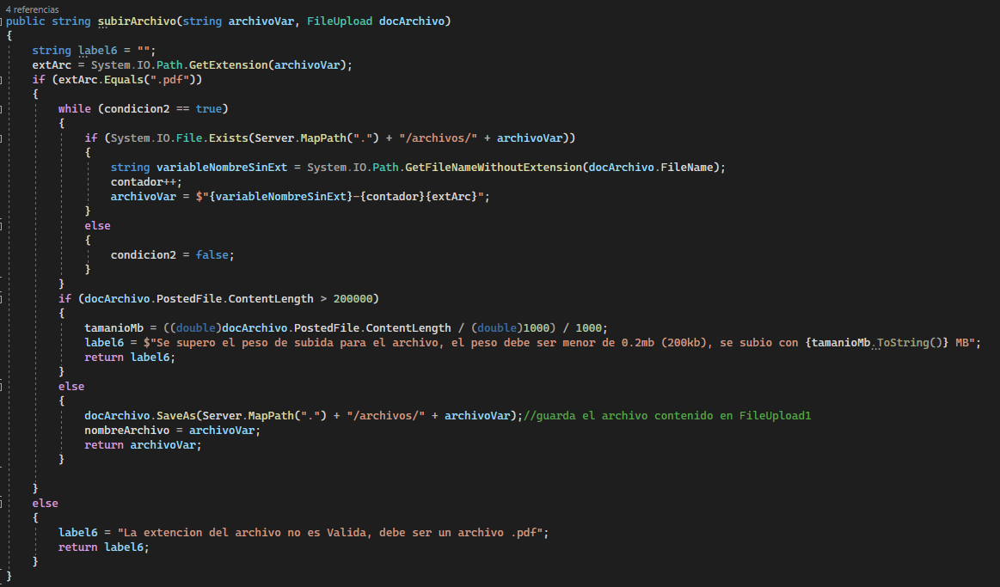 4 referencias
public string subirArchivo(string archivoVar, FileUpload docArchivo)
{
string label6 = "";
extArc = System.IO.Path.GetExtension(archivoVar);
if (extArc.Equals(".pdf"))
{
while (condicion2 == true)
{
if (System.IO.File.Exists(Server.MapPath(".") + "/archivos/" + archivoVar))
{
string variableNombreSinExt = System.IO.Path.GetFileNameWithoutExtension(docArchivo.FileName);
contador++;
archivoVar = $"{variableNombreSinExt}-{contador}{extArc}";
}
else
{
condicion2 = false;
}
}
if (docArchivo.PostedFile.ContentLength > 200000)
{
tamanioMb = ((double)docArchivo.PostedFile.ContentLength / (double)1000) / 1000;
label6 = $"Se supero el peso de subida para el archivo, el peso debe ser menor de 0.2mb (200kb), se subio con {tamanioMb.ToString()} MB";
return label6;
}
else
{
docArchivo.SaveAs(Server.MapPath(".") + "/archivos/" + archivoVar);//guarda el archivo contenido en FileUpload1
nombreArchivo = archivoVar;
return archivoVar;
}
}
else
{
label6 = "La extencion del archivo no es Valida, debe ser un archivo .pdf";
return label6;
}
}